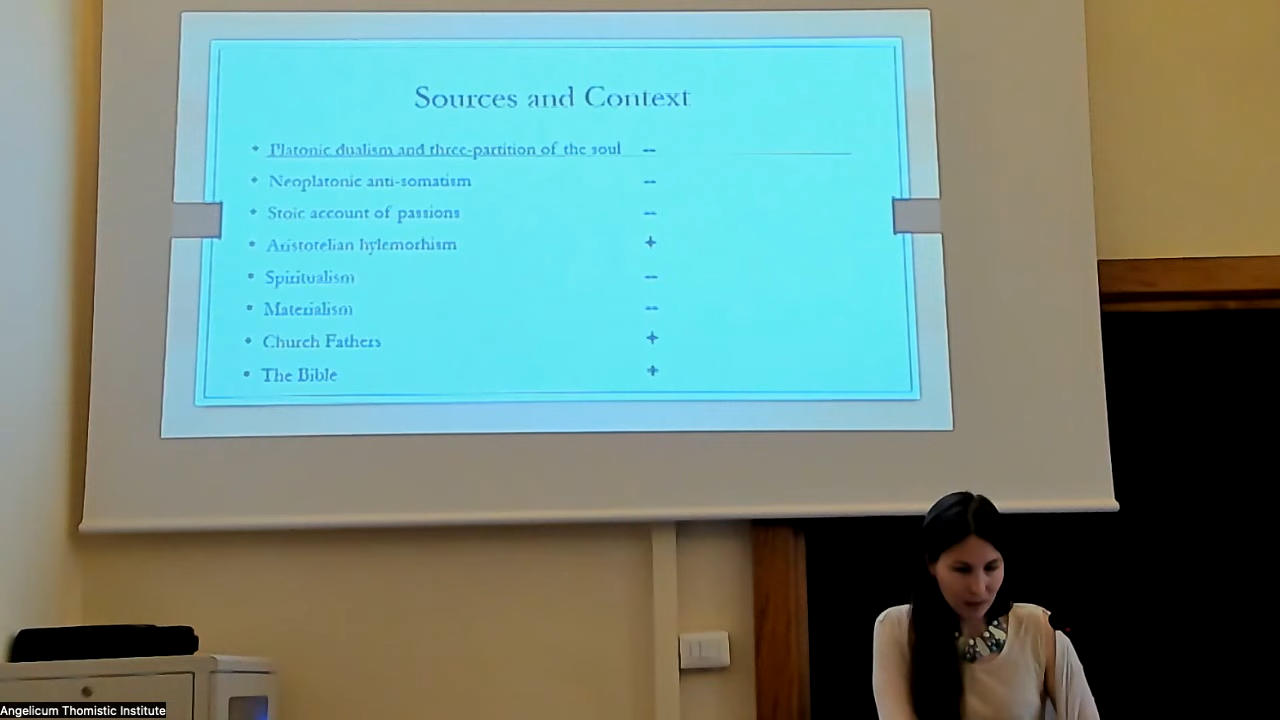 Sources and Context
• Platonic dualism and three-partition of the soul --
• Neoplatonic anti-somatism --
• Stoic account of passions --
• Aristotelian hylemorhism +
• Spiritualism --
• Materialism --
• Church Fathers +
• The Bible +
Angelicum Thomistic Institute